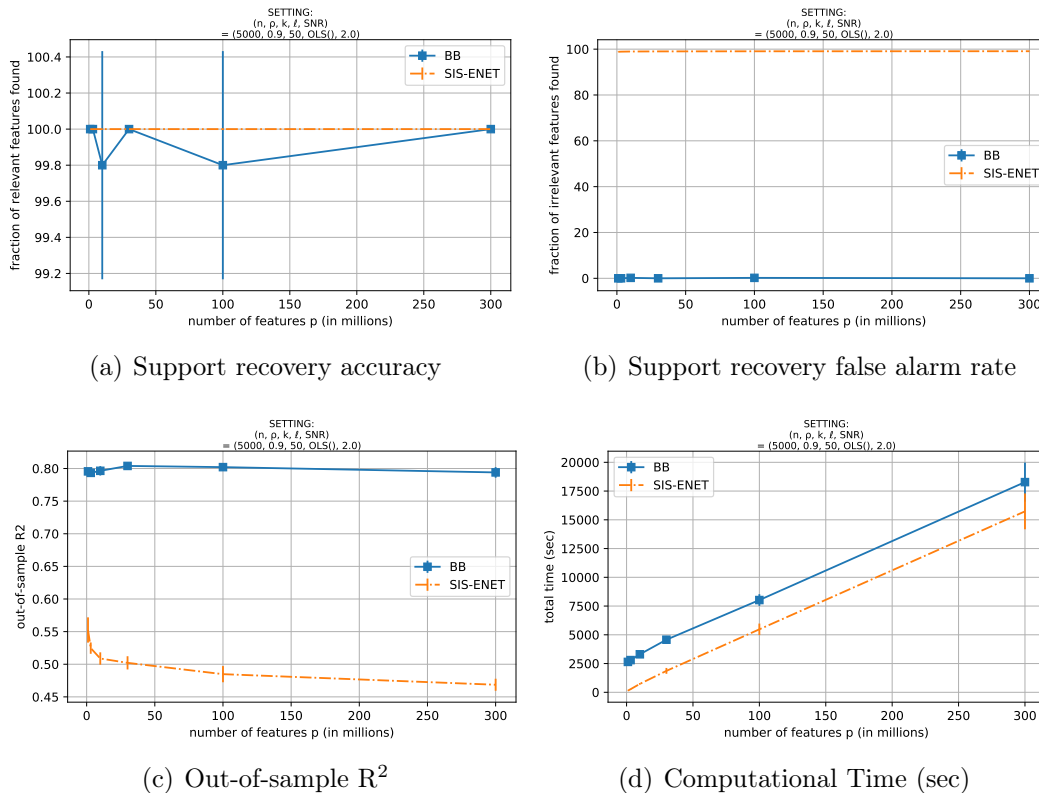 SETTING:
(n, ρ, k, ℓ, SNR)
= (5000, 0.9, 50, OLS(), 2.0)
100.4
100.2
100.0
99.8
99.6
99.4
99.2
fraction of relevant features found
BB
SIS-ENET
0 50 100 150 200 250 300
number of features p (in millions)
(a) Support recovery accuracy
SETTING:
(n, ρ, k, ℓ, SNR)
= (5000, 0.9, 50, OLS(), 2.0)
100
80
60
40
20
0
fraction of irrelevant features found
BB
SIS-ENET
0 50 100 150 200 250 300
number of features p (in millions)
(b) Support recovery false alarm rate
SETTING:
(n, ρ, k, ℓ, SNR)
= (5000, 0.9, 50, OLS(), 2.0)
0.80
0.75
0.70
0.65
0.60
0.55
0.50
0.45
out-of-sample R2
BB
SIS-ENET
0 50 100 150 200 250 300
number of features p (in millions)
(c) Out-of-sample R²
SETTING:
(n, ρ, k, ℓ, SNR)
= (5000, 0.9, 50, OLS(), 2.0)
20000
17500
15000
12500
10000
7500
5000
2500
0
total time (sec)
BB
SIS-ENET
0 50 100 150 200 250 300
number of features p (in millions)
(d) Computational Time (sec)